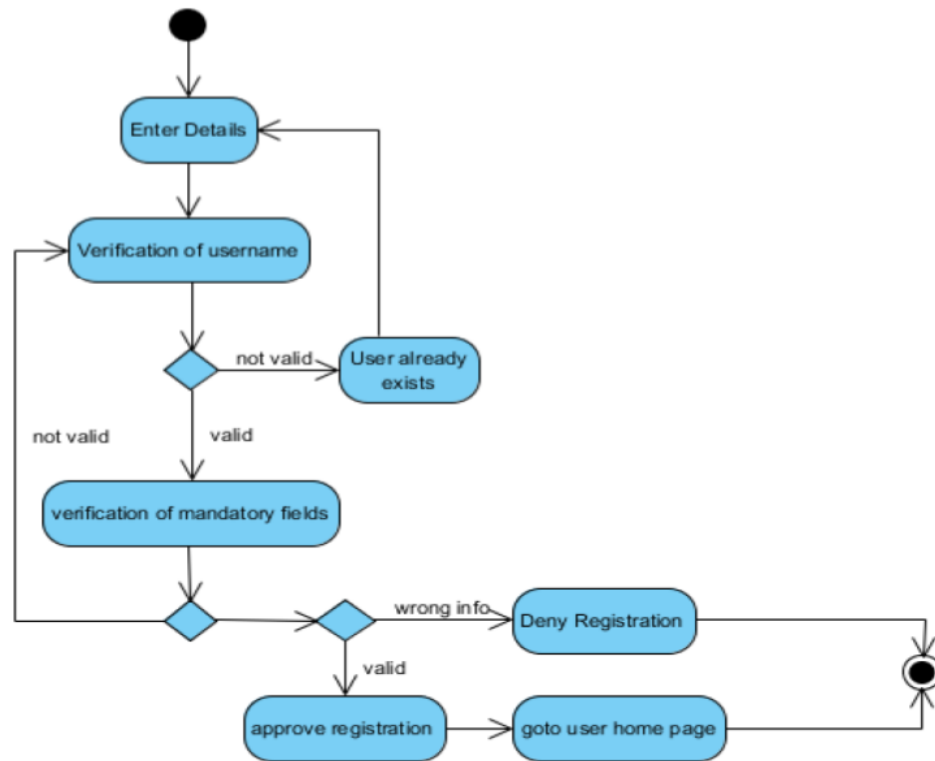 Enter Details
Verification of username
not valid
User already
exists
not valid
valid
verification of mandatory fields
wrong info
Deny Registration
valid
approve registration
goto user home page